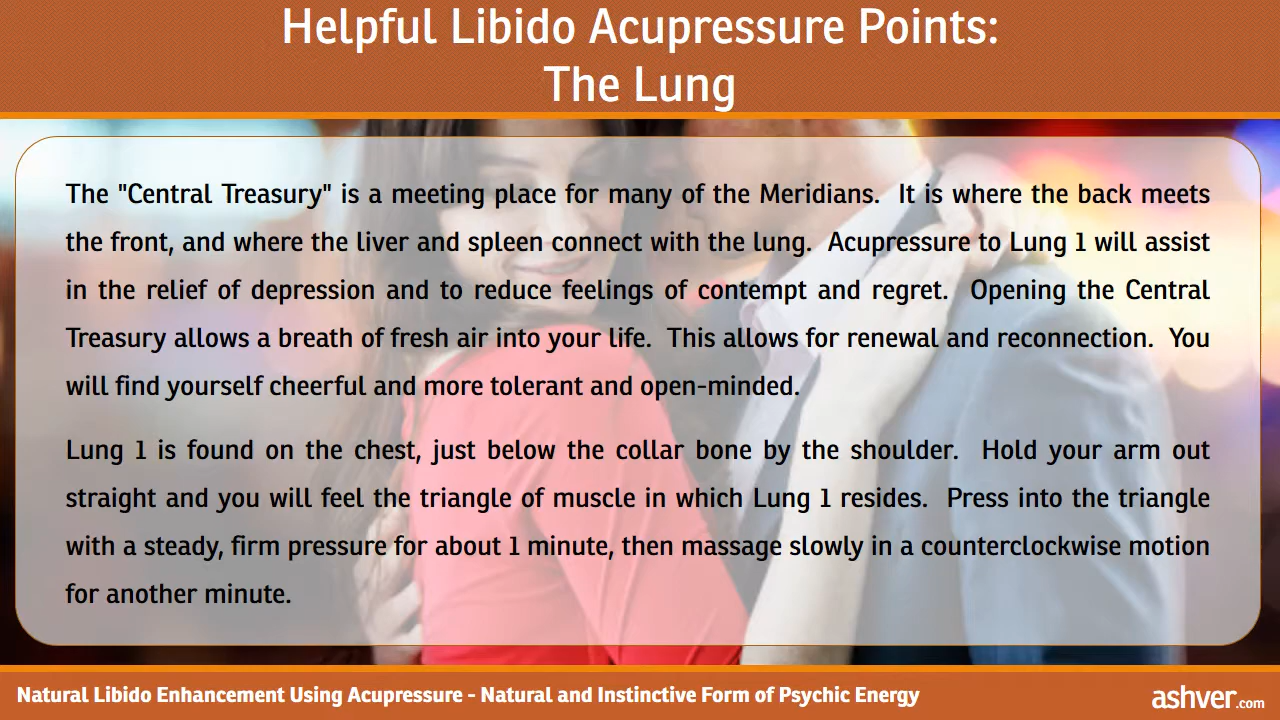 Helpful Libido Acupressure Points:
The Lung
The "Central Treasury" is a meeting place for many of the Meridians.  It is where the back meets
the front, and where the liver and spleen connect with the lung.  Acupressure to Lung 1 will assist
in the relief of depression and to reduce feelings of contempt and regret.  Opening the Central
Treasury allows a breath of fresh air into your life.  This allows for renewal and reconnection.  You
will find yourself cheerful and more tolerant and open-minded.
Lung 1 is found on the chest, just below the collar bone by the shoulder.  Hold your arm out
straight and you will feel the triangle of muscle in which Lung 1 resides.  Press into the triangle
with a steady, firm pressure for about 1 minute, then massage slowly in a counterclockwise motion
for another minute.
Natural Libido Enhancement Using Acupressure - Natural and Instinctive Form of Psychic Energy
ashver.com